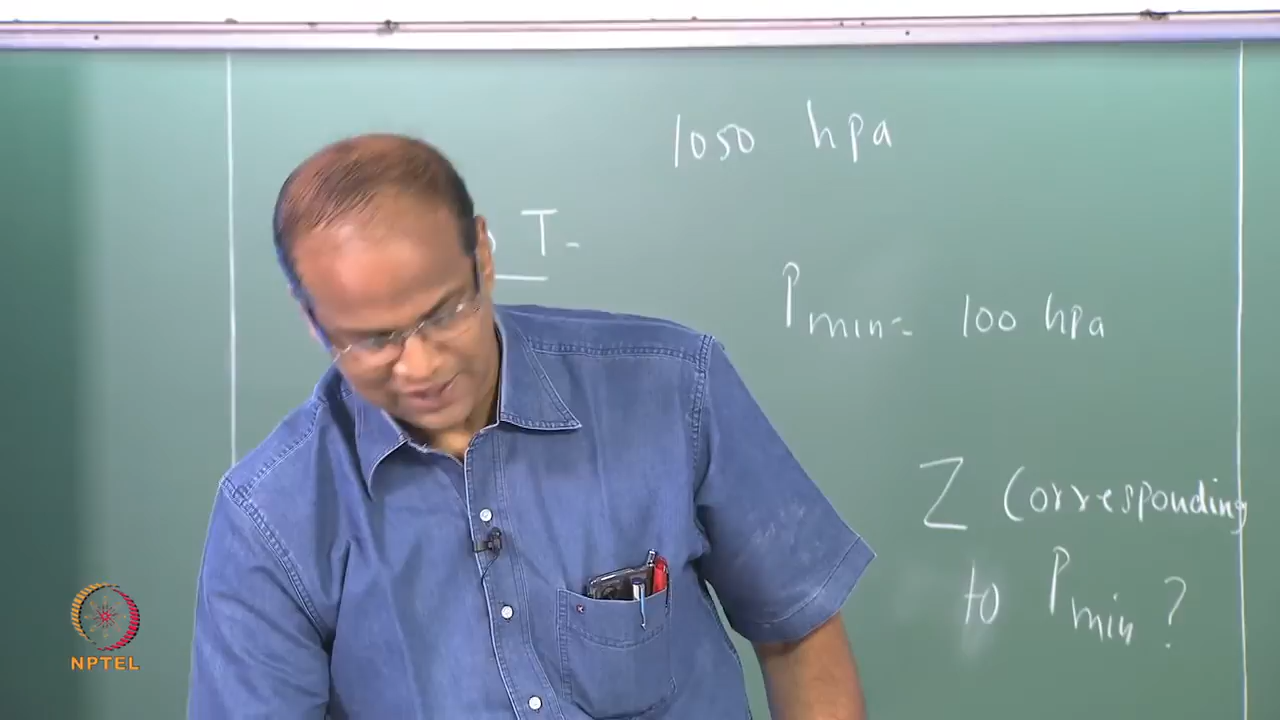 1050 hpa
T-
Pmin = 100 hpa
Z Corresponding
to Pmin ?
NPTEL